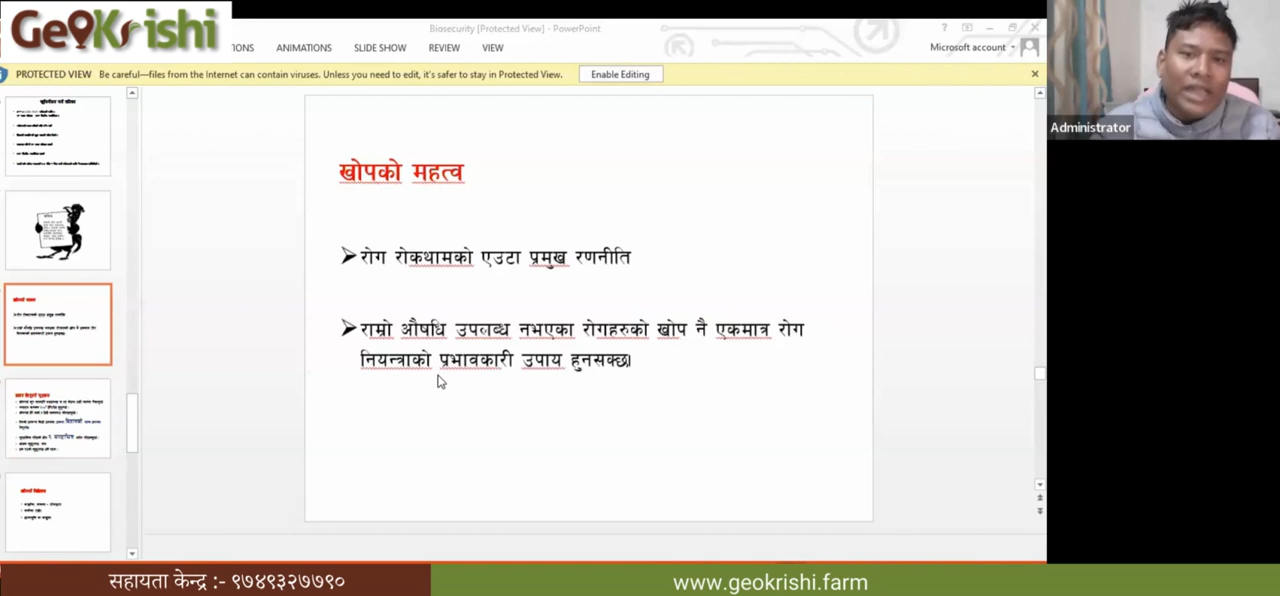 GeoKrishi
IONS ANIMATIONS SLIDE SHOW REVIEW VIEW
Biosecurity [Protected View] - PowerPoint
Microsoft account
PROTECTED VIEW Be careful—files from the Internet can contain viruses. Unless you need to edit, it's safer to stay in Protected View. Enable Editing
Administrator
खोपको महत्व
रोग रोकथामको एउटा प्रमुख रणनीति
राम्रो औषधि उपलब्ध नभएका रोगहरुको खोप नै एकमात्र रोग
नियन्त्राको प्रभावकारी उपाय हुनसक्छ।
सहायता केन्द्र :- ९७४९३२७७९०
www.geokrishi.farm